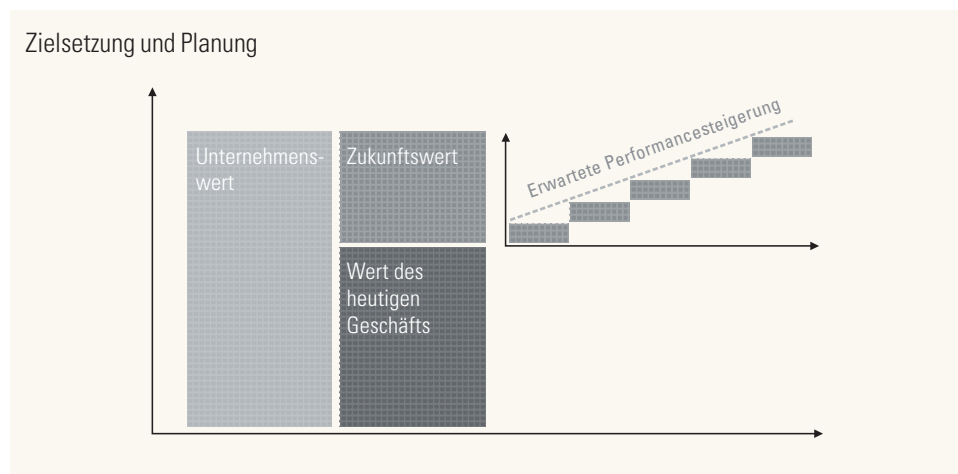 Zielsetzung und Planung
Unternehmens-
wert
Zukunftswert
Wert des
heutigen
Geschäfts
Erwartete Performancesteigerung